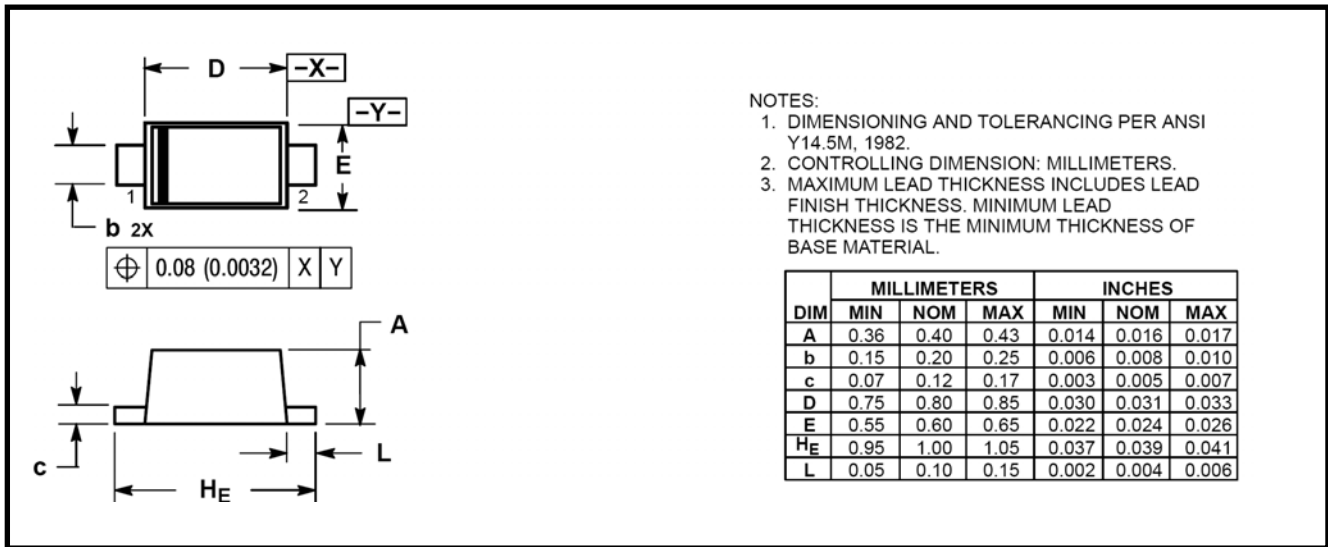 D
–X–
–Y–
E
1
2
b 2X
⌖ 0.08 (0.0032) X Y
A
c
L
HE
NOTES:
1. DIMENSIONING AND TOLERANCING PER ANSI
Y14.5M, 1982.
2. CONTROLLING DIMENSION: MILLIMETERS.
3. MAXIMUM LEAD THICKNESS INCLUDES LEAD
FINISH THICKNESS. MINIMUM LEAD
THICKNESS IS THE MINIMUM THICKNESS OF
BASE MATERIAL.
MILLIMETERS INCHES
DIM MIN NOM MAX MIN NOM MAX
A 0.36 0.40 0.43 0.014 0.016 0.017
b 0.15 0.20 0.25 0.006 0.008 0.010
c 0.07 0.12 0.17 0.003 0.005 0.007
D 0.75 0.80 0.85 0.030 0.031 0.033
E 0.55 0.60 0.65 0.022 0.024 0.026
HE 0.95 1.00 1.05 0.037 0.039 0.041
L 0.05 0.10 0.15 0.002 0.004 0.006